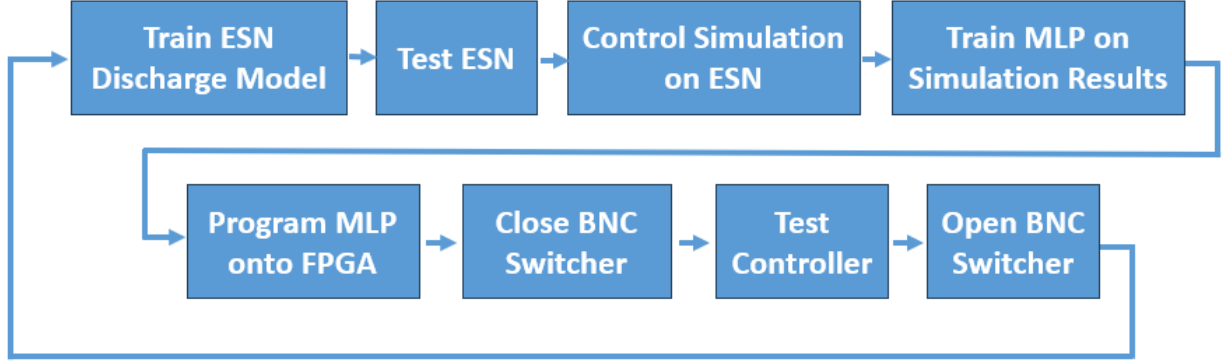 Train ESN
Discharge Model
Test ESN
Control Simulation
on ESN
Train MLP on
Simulation Results
Program MLP
onto FPGA
Close BNC
Switcher
Test
Controller
Open BNC
Switcher